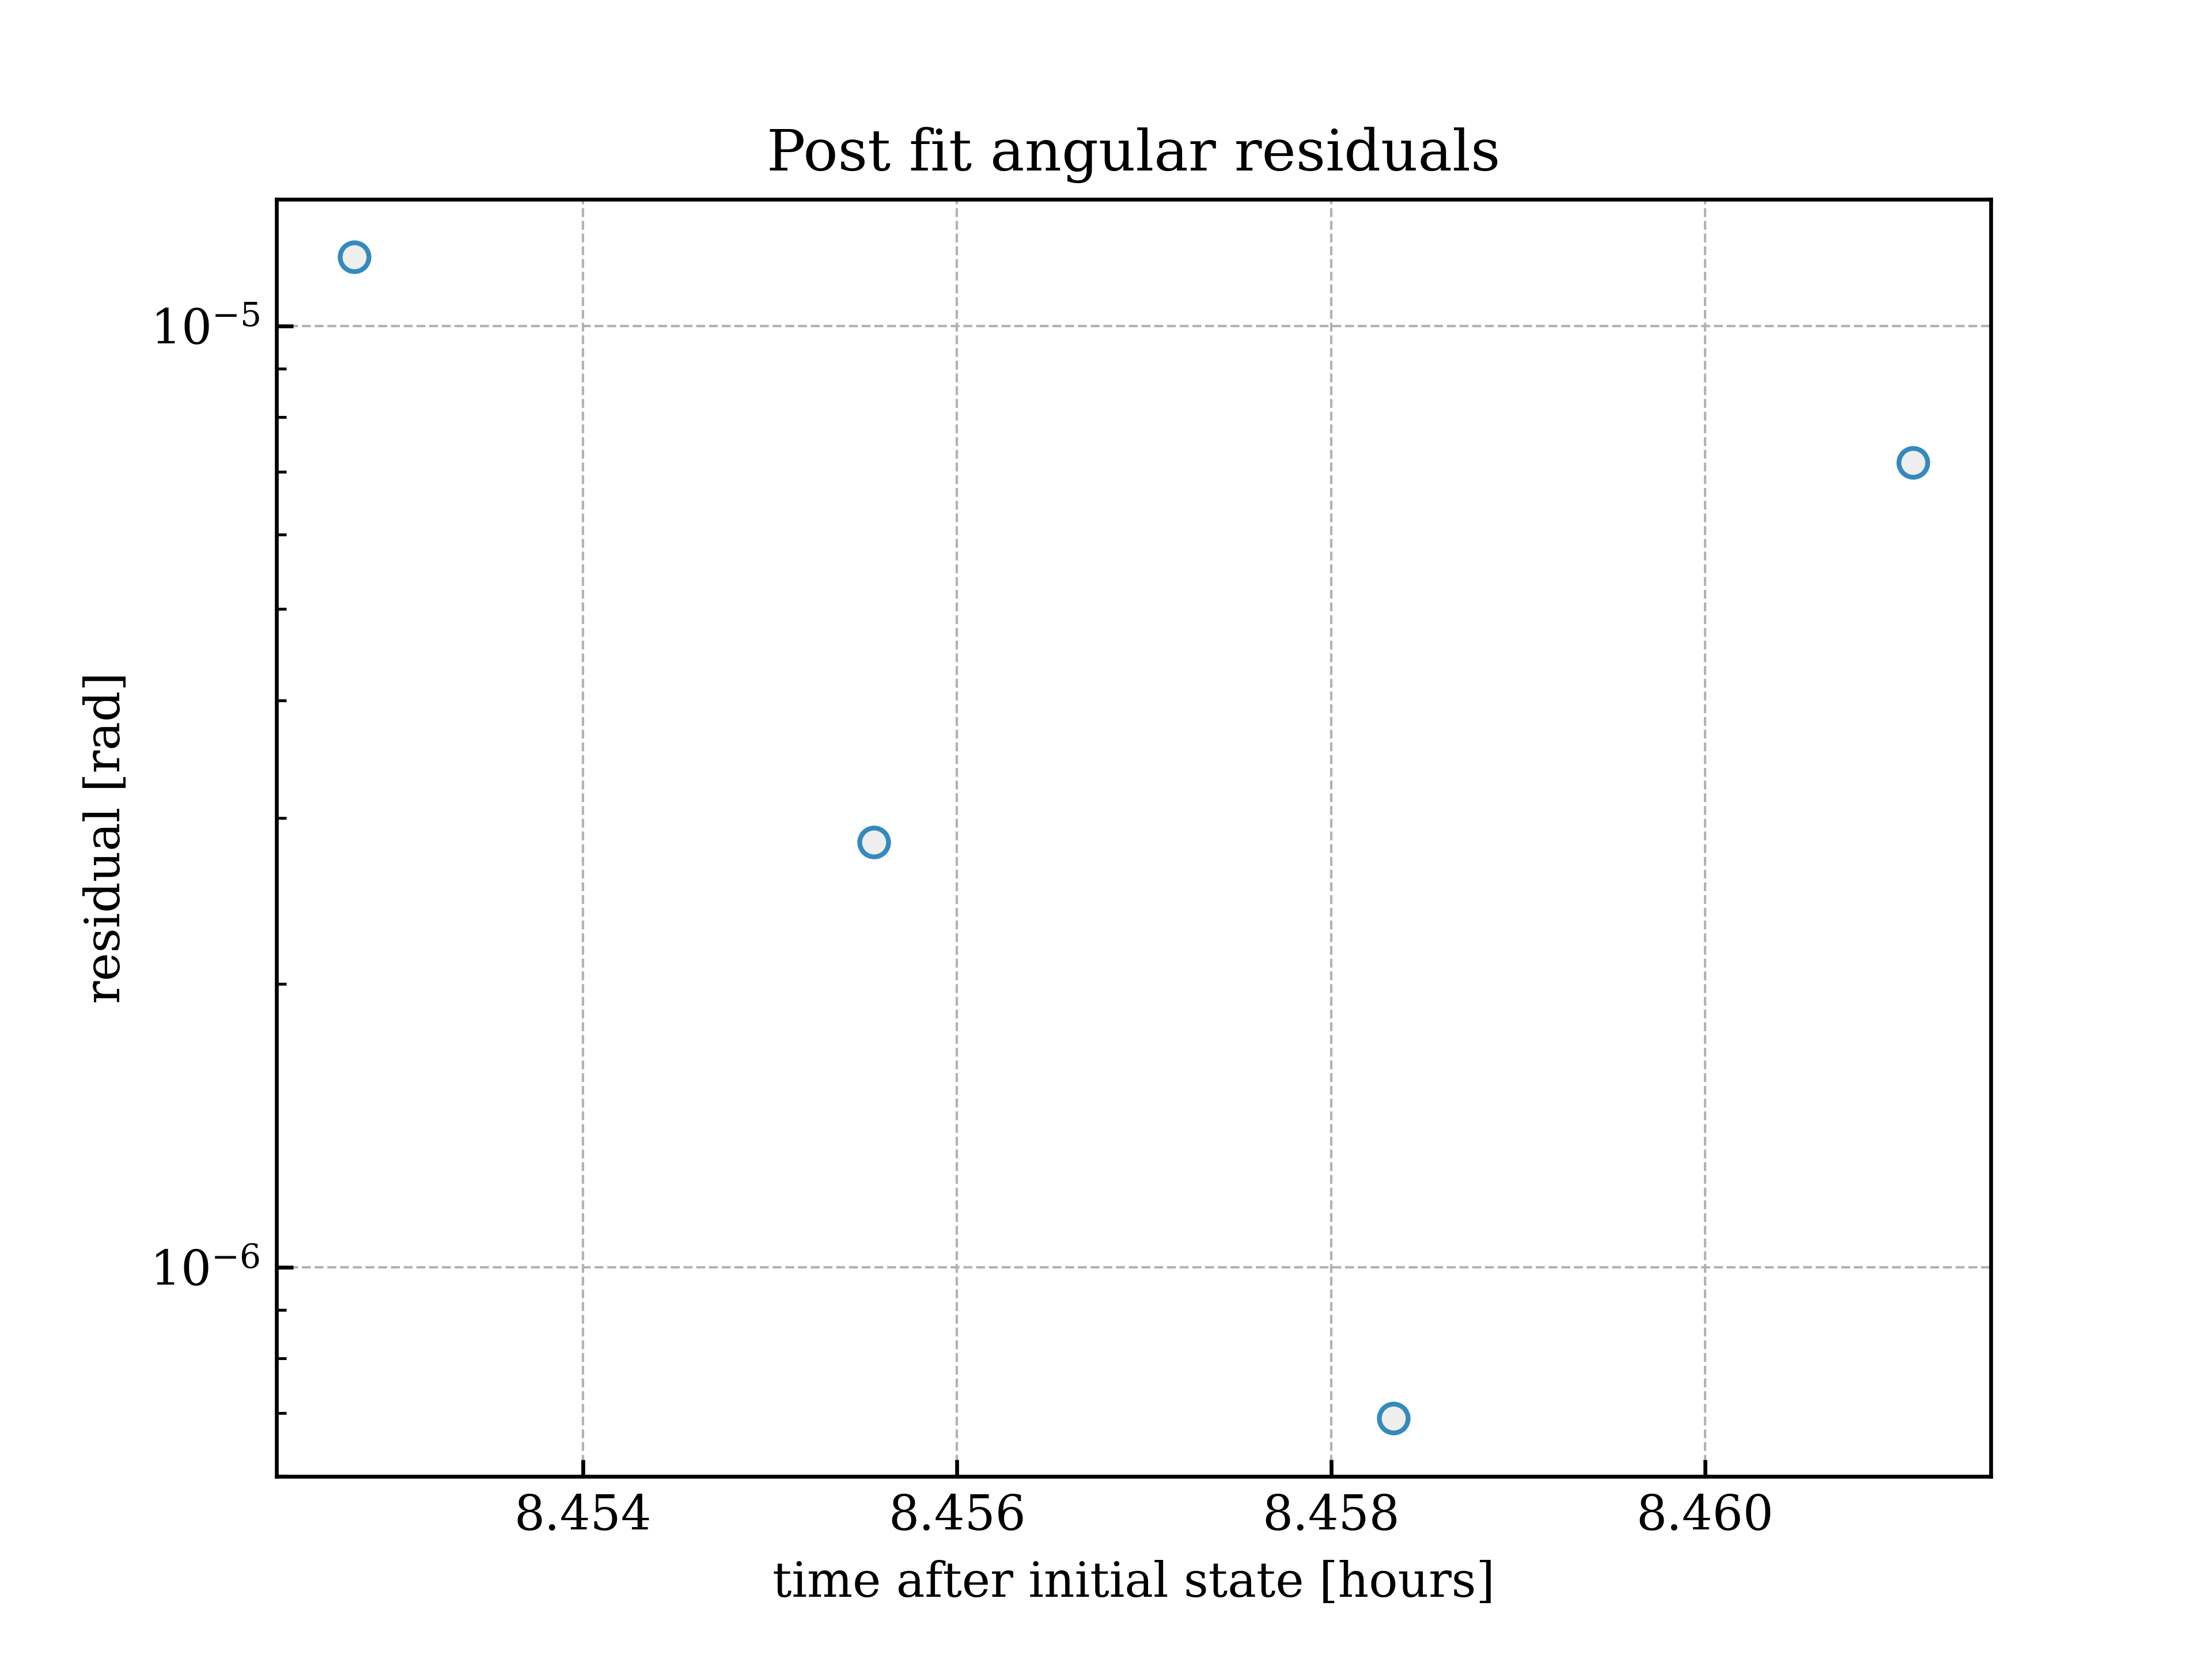 Post fit angular residuals
10⁻⁵
10⁻⁶
residual [rad]
8.454 8.456 8.458 8.460
time after initial state [hours]